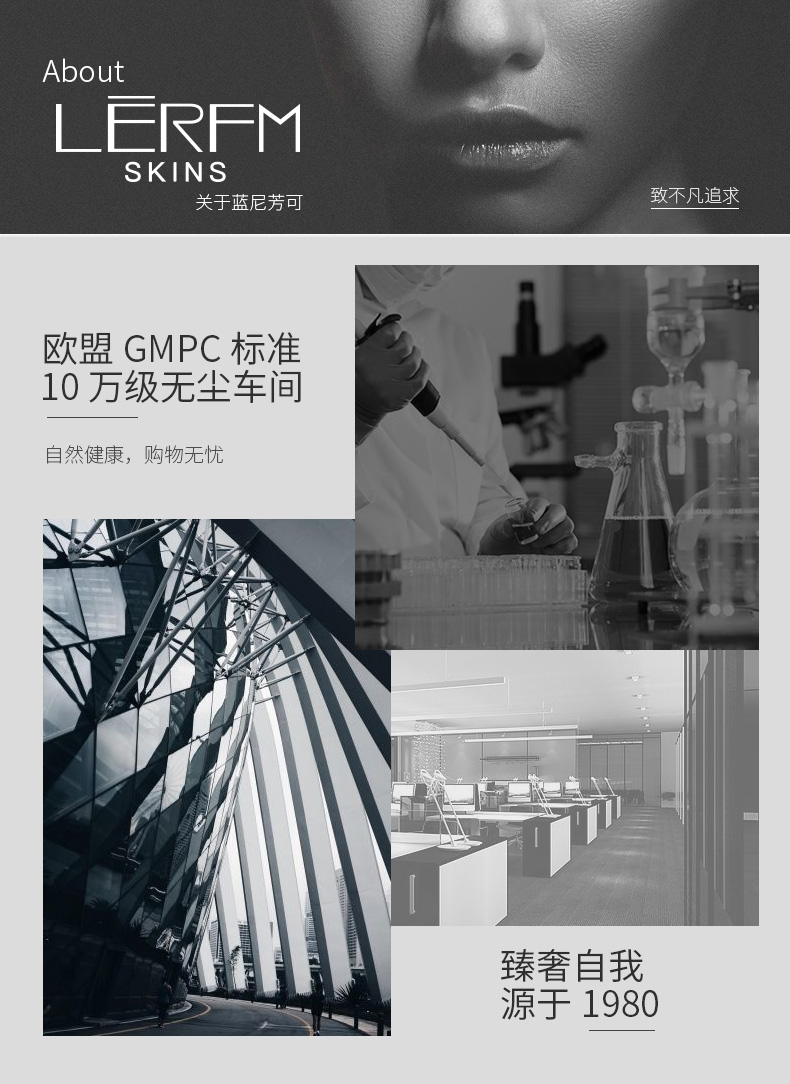 About
LERFM
SKINS
关于蓝尼芳可
致不凡追求
欧盟 GMPC 标准
10 万级无尘车间
自然健康，购物无忧
臻奢自我
源于 1980